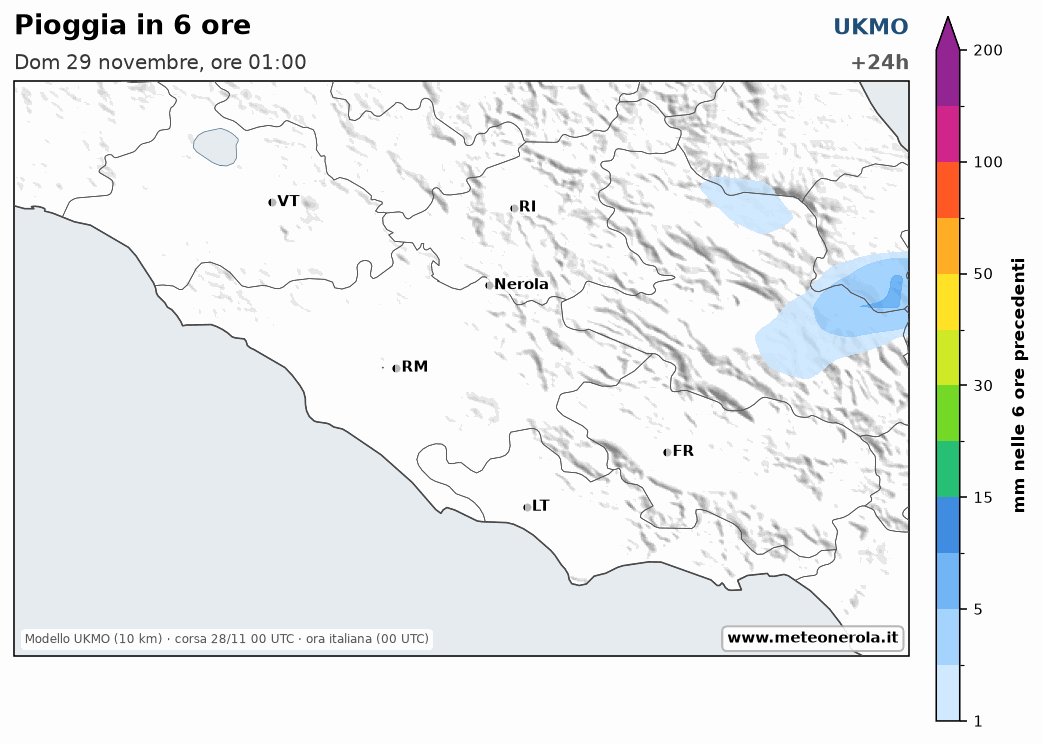 Pioggia in 6 ore
UKMO
Dom 29 novembre, ore 01:00
+24h
200
100
50
30
15
5
1
mm nelle 6 ore precedenti
VT
RI
Nerola
RM
FR
LT
Modello UKMO (10 km) · corsa 28/11 00 UTC · ora italiana (00 UTC)
www.meteonerola.it